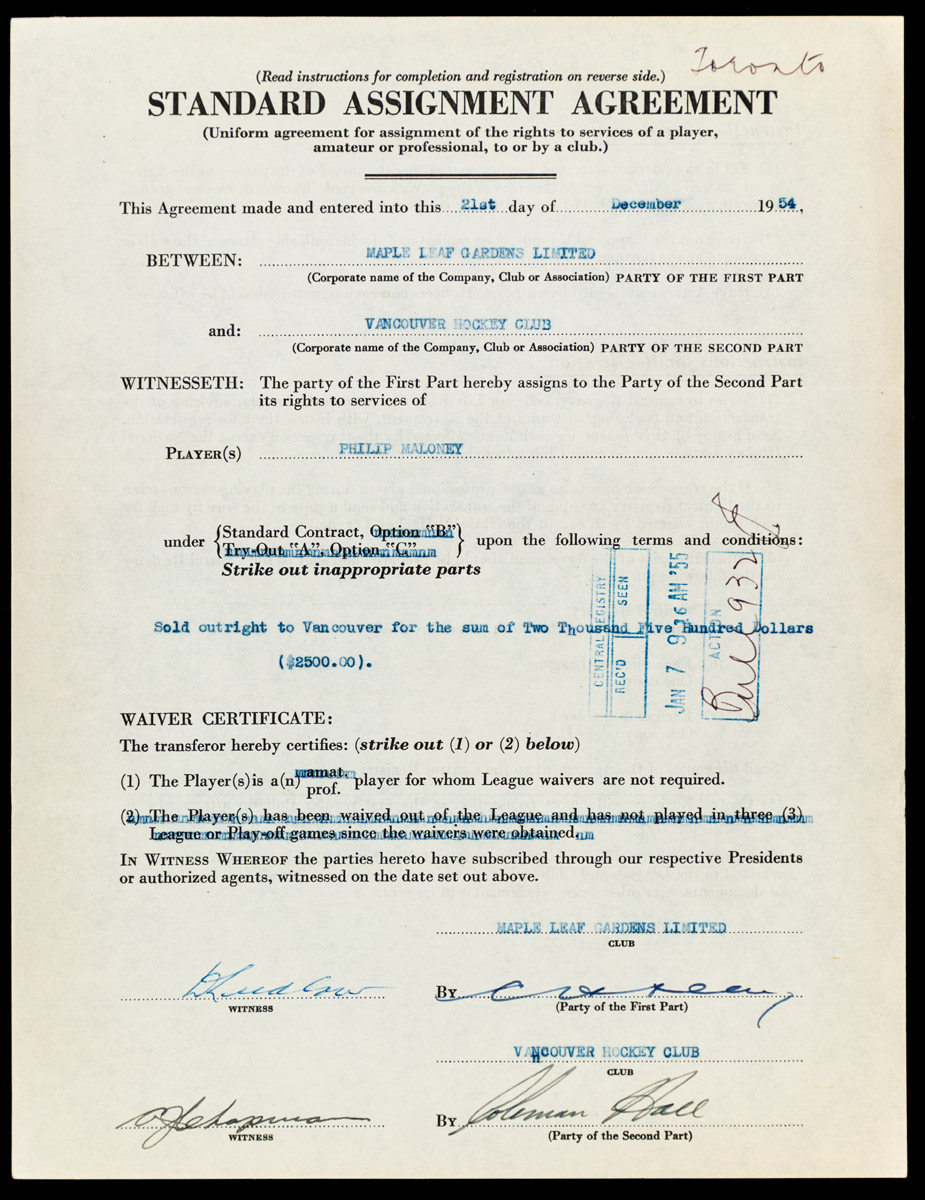 Toronto
(Read instructions for completion and registration on reverse side.)
STANDARD ASSIGNMENT AGREEMENT
(Uniform agreement for assignment of the rights to services of a player,
amateur or professional, to or by a club.)
This Agreement made and entered into this 21st day of December 1954,
BETWEEN: MAPLE LEAF GARDENS LIMITED
(Corporate name of the Company, Club or Association) PARTY OF THE FIRST PART
and: VANCOUVER HOCKEY CLUB
(Corporate name of the Company, Club or Association) PARTY OF THE SECOND PART
WITNESSETH: The party of the First Part hereby assigns to the Party of the Second Part
its rights to services of
PLAYER(S) PHILIP MALONEY
under {Standard Contract, Option "B"} upon the following terms and conditions:
{Try-Out "A", Option "C"}
Strike out inappropriate parts
Sold outright to Vancouver for the sum of Two Thousand Five Hundred Dollars
($2500.00).
CENTRAL REGISTRY
REC'D SEEN
JAN 7 9 26 AM '55
ACTION
Bull 932
WAIVER CERTIFICATE:
The transferor hereby certifies: (strike out (1) or (2) below)
(1) The Player(s) is a(n) amat. prof. player for whom League waivers are not required.
(2) The Player(s) has been waived out of the League and has not played in three (3)
League or Play-off games since the waivers were obtained.
IN WITNESS WHEREOF the parties hereto have subscribed through our respective Presidents
or authorized agents, witnessed on the date set out above.
MAPLE LEAF GARDENS LIMITED
CLUB
By
WITNESS
(Party of the First Part)
VANCOUVER HOCKEY CLUB
CLUB
Chapman By Coleman Hall
WITNESS
(Party of the Second Part)